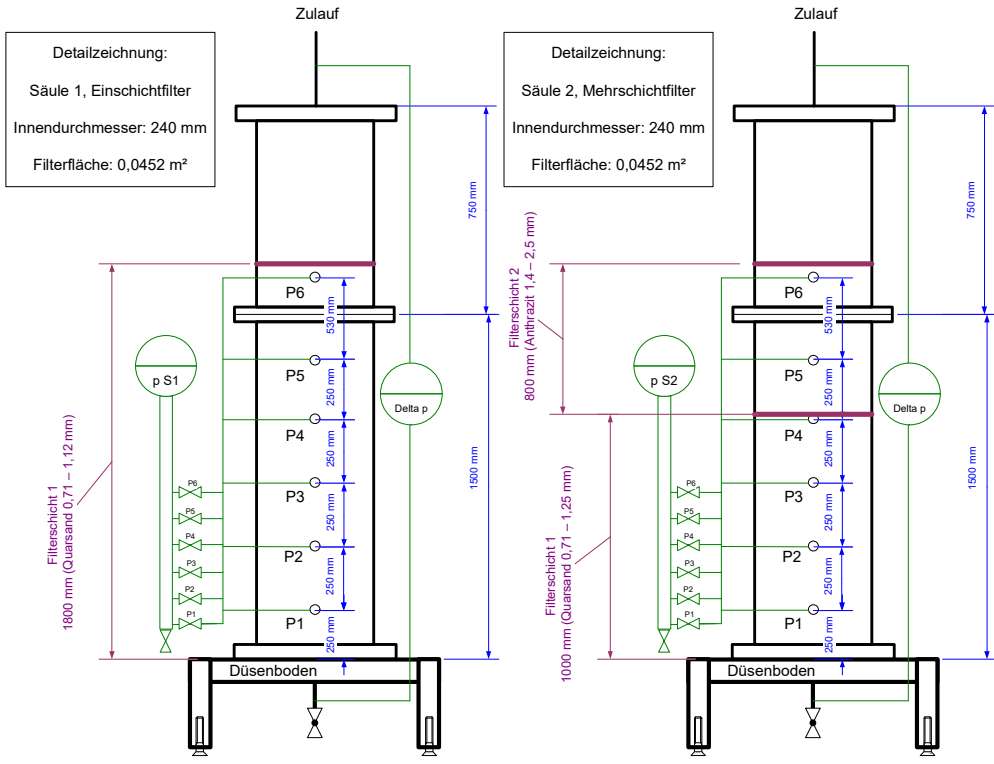 Zulauf
Detailzeichnung:
Säule 1, Einschichtfilter
Innendurchmesser: 240 mm
Filterfläche: 0,0452 m²
750 mm
1500 mm
Filterschicht 1
1800 mm (Quarsand 0,71 – 1,12 mm)
p S1
Delta p
P6
P5
P4
P3
P2
P1
P6
530 mm
P5
250 mm
P4
250 mm
P3
250 mm
P2
250 mm
P1
250 mm
Düsenboden
Zulauf
Detailzeichnung:
Säule 2, Mehrschichtfilter
Innendurchmesser: 240 mm
Filterfläche: 0,0452 m²
750 mm
1500 mm
Filterschicht 2
800 mm (Anthrazit 1,4 – 2,5 mm)
Filterschicht 1
1000 mm (Quarsand 0,71 – 1,25 mm)
p S2
Delta p
P6
P5
P4
P3
P2
P1
P6
530 mm
P5
250 mm
P4
250 mm
P3
250 mm
P2
250 mm
P1
250 mm
Düsenboden